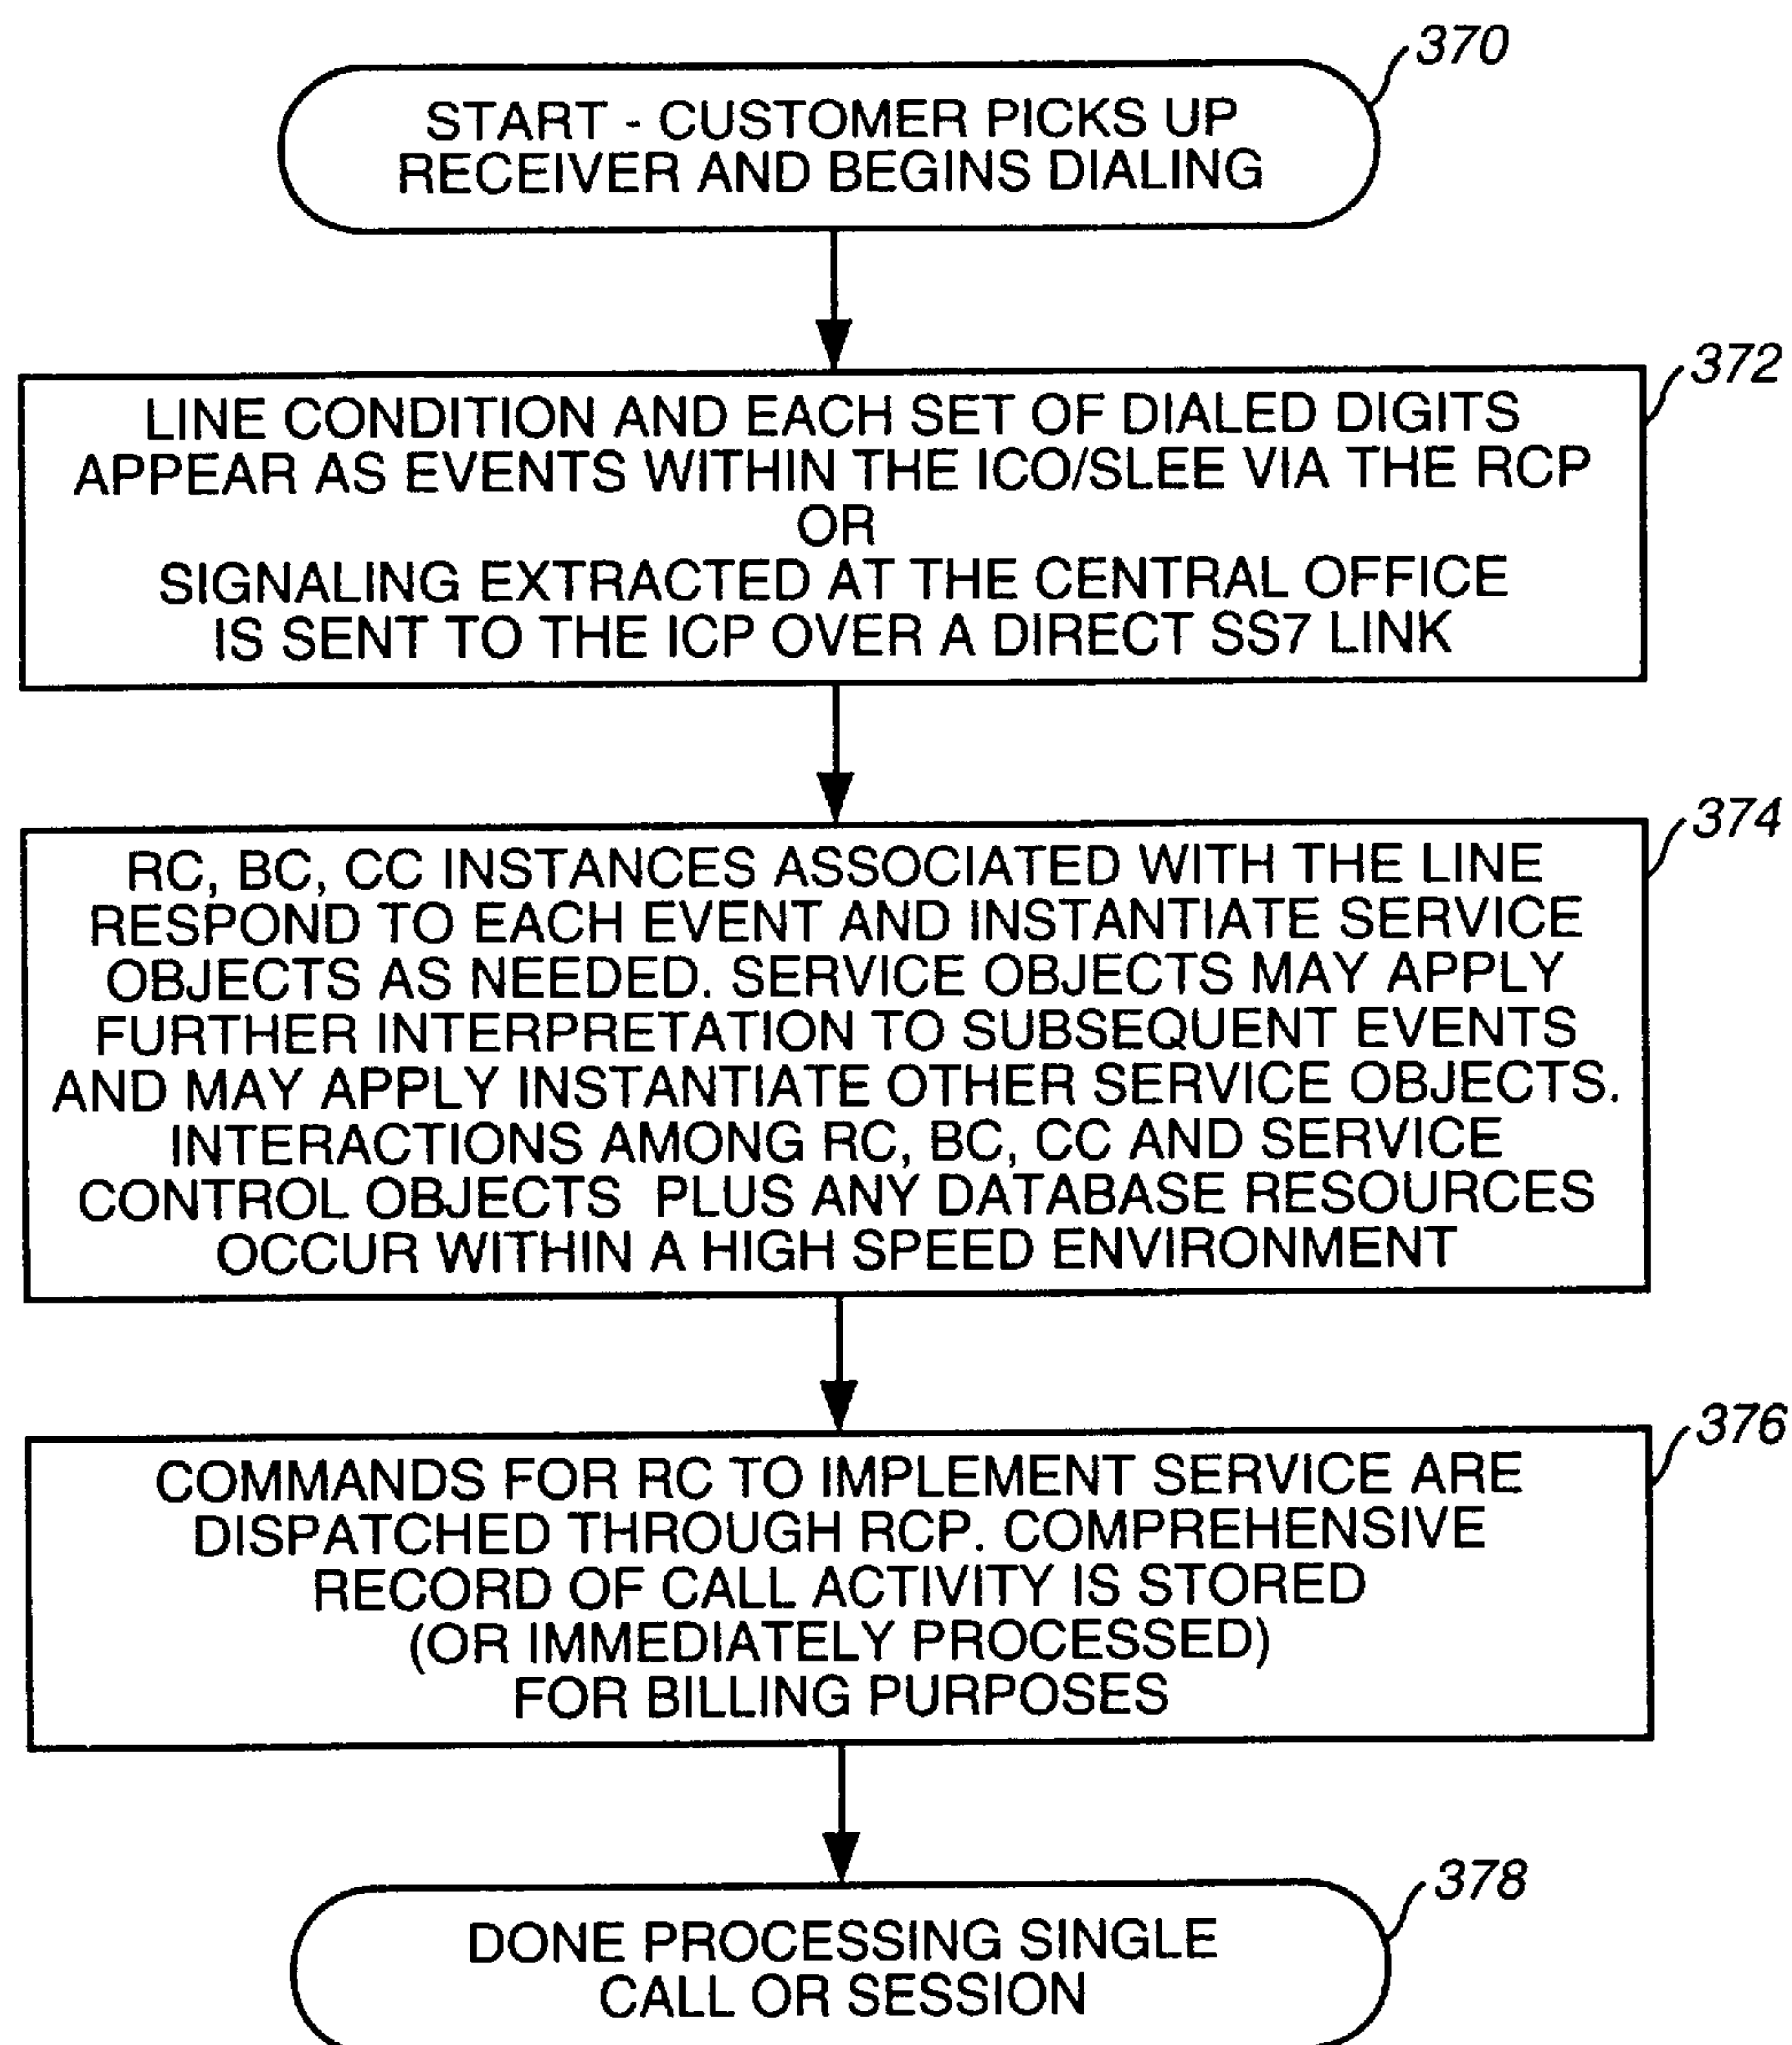 370
START - CUSTOMER PICKS UP
RECEIVER AND BEGINS DIALING
372
LINE CONDITION AND EACH SET OF DIALED DIGITS
APPEAR AS EVENTS WITHIN THE ICO/SLEE VIA THE RCP
OR
SIGNALING EXTRACTED AT THE CENTRAL OFFICE
IS SENT TO THE ICP OVER A DIRECT SS7 LINK
374
RC, BC, CC INSTANCES ASSOCIATED WITH THE LINE
RESPOND TO EACH EVENT AND INSTANTIATE SERVICE
OBJECTS AS NEEDED. SERVICE OBJECTS MAY APPLY
FURTHER INTERPRETATION TO SUBSEQUENT EVENTS
AND MAY APPLY INSTANTIATE OTHER SERVICE OBJECTS.
INTERACTIONS AMONG RC, BC, CC AND SERVICE
CONTROL OBJECTS PLUS ANY DATABASE RESOURCES
OCCUR WITHIN A HIGH SPEED ENVIRONMENT
376
COMMANDS FOR RC TO IMPLEMENT SERVICE ARE
DISPATCHED THROUGH RCP. COMPREHENSIVE
RECORD OF CALL ACTIVITY IS STORED
(OR IMMEDIATELY PROCESSED)
FOR BILLING PURPOSES
378
DONE PROCESSING SINGLE
CALL OR SESSION